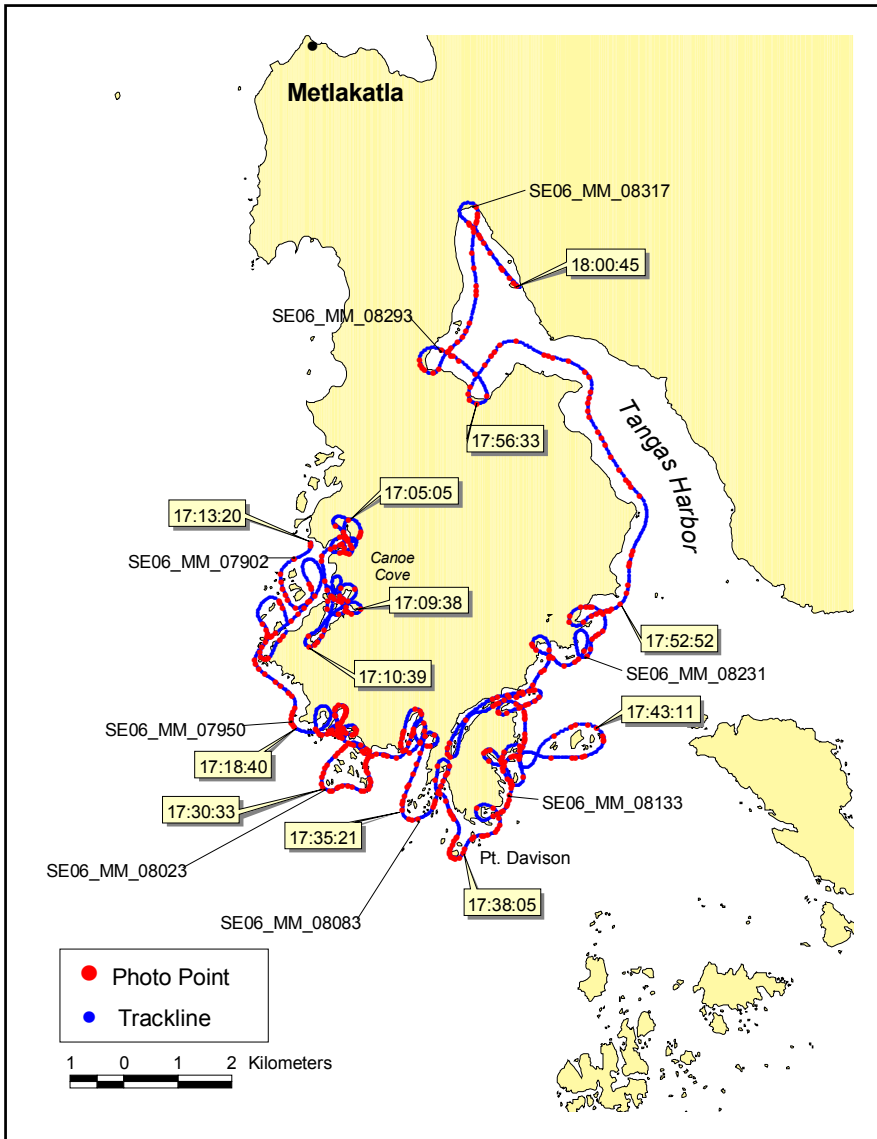 Metlakatla
SE06_MM_08317
18:00:45
SE06_MM_08293
Tangas Harbor
17:56:33
17:05:05
17:13:20
SE06_MM_07902
Canoe
Cove
17:09:38
17:52:52
17:10:39
SE06_MM_08231
17:43:11
SE06_MM_07950
17:18:40
17:30:33
SE06_MM_08133
17:35:21
Pt. Davison
SE06_MM_08023
17:38:05
SE06_MM_08083
Photo Point
Trackline
1 0 1 2 Kilometers